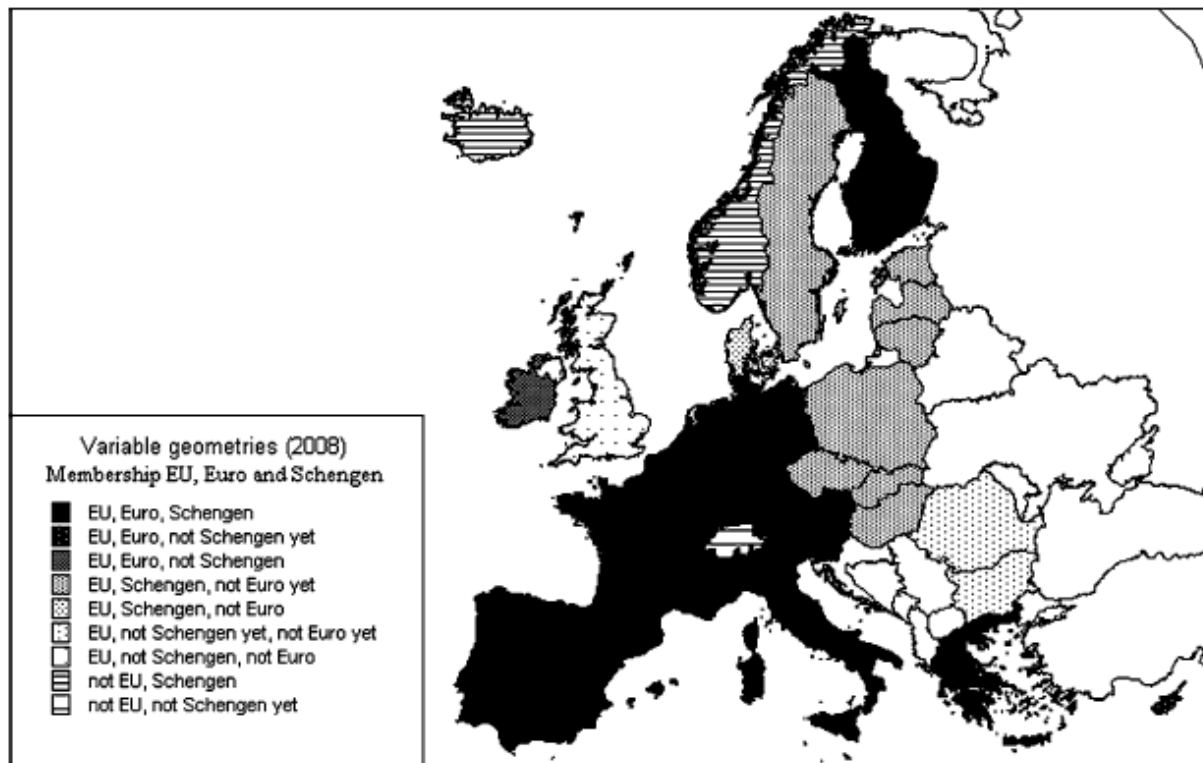 Variable geometries (2008)
Membership EU, Euro and Schengen
EU, Euro, Schengen
EU, Euro, not Schengen yet
EU, Euro, not Schengen
EU, Schengen, not Euro yet
EU, Schengen, not Euro
EU, not Schengen yet, not Euro yet
EU, not Schengen, not Euro
not EU, Schengen
not EU, not Schengen yet